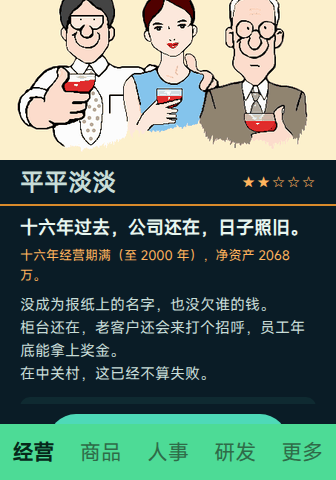 平平淡淡 ★★☆☆☆
十六年过去，公司还在，日子照旧。
十六年经营期满（至 2000 年），净资产 2068
万。
没成为报纸上的名字，也没欠谁的钱。
柜台还在，老客户还会来打个招呼，员工年
底能拿上奖金。
在中关村，这已经不算失败。
经营 商品 人事 研发 更多